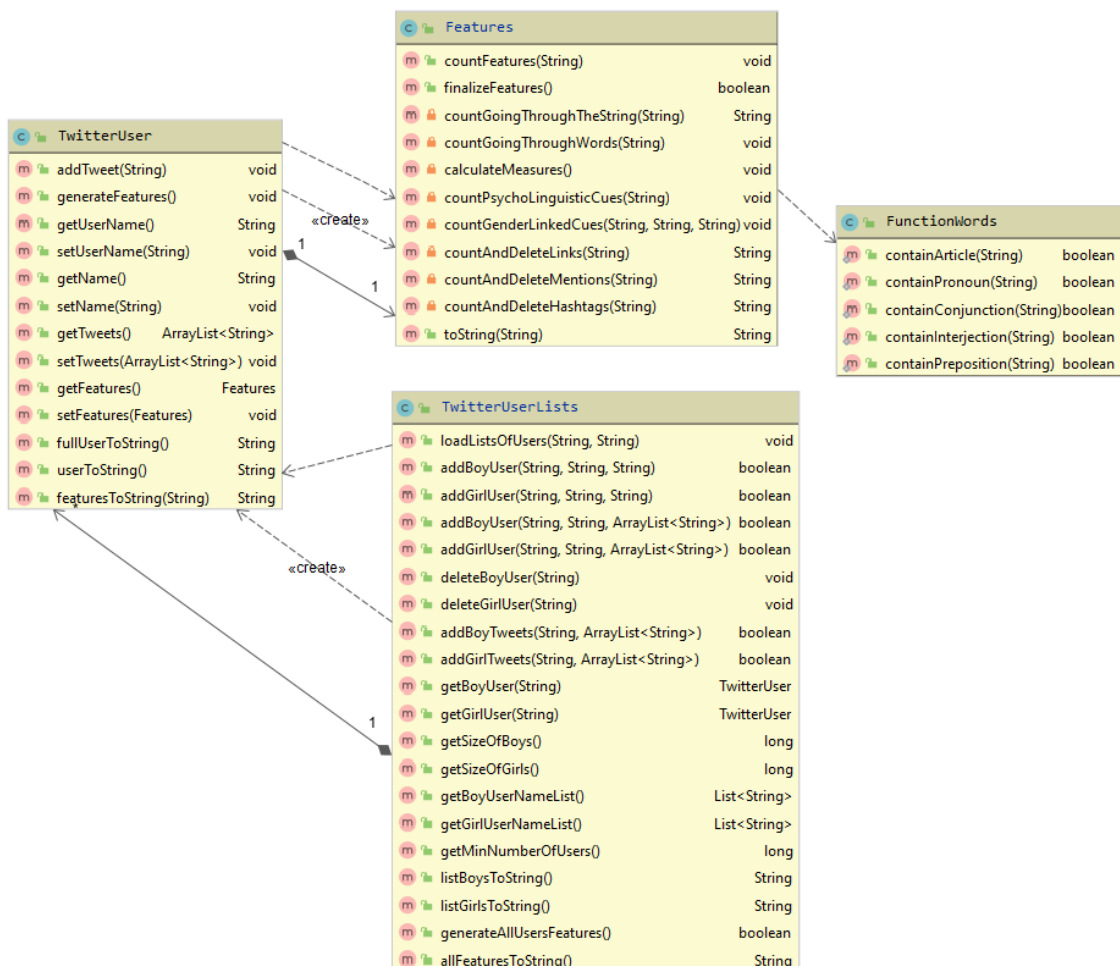 Features
countFeatures(String) void
finalizeFeatures() boolean
countGoingThroughTheString(String) String
countGoingThroughWords(String) void
calculateMeasures() void
countPsychoLinguisticCues(String) void
countGenderLinkedCues(String, String, String) void
countAndDeleteLinks(String) String
countAndDeleteMentions(String) String
countAndDeleteHashtags(String) String
toString(String) String
TwitterUser
addTweet(String) void
generateFeatures() void
getUserName() String
setUserName(String) void
getName() String
setName(String) void
getTweets() ArrayList<String>
setTweets(ArrayList<String>) void
getFeatures() Features
setFeatures(Features) void
fullUserToString() String
userToString() String
featuresToString(String) String
«create»
1
1
FunctionWords
containArticle(String) boolean
containPronoun(String) boolean
containConjunction(String) boolean
containInterjection(String) boolean
containPreposition(String) boolean
*
«create»
1
TwitterUserLists
loadListsOfUsers(String, String) void
addBoyUser(String, String, String) boolean
addGirlUser(String, String, String) boolean
addBoyUser(String, String, ArrayList<String>) boolean
addGirlUser(String, String, ArrayList<String>) boolean
deleteBoyUser(String) void
deleteGirlUser(String) void
addBoyTweets(String, ArrayList<String>) boolean
addGirlTweets(String, ArrayList<String>) boolean
getBoyUser(String) TwitterUser
getGirlUser(String) TwitterUser
getSizeOfBoys() long
getSizeOfGirls() long
getBoyUserNameList() List<String>
getGirlUserNameList() List<String>
getMinNumberOfUsers() long
listBoysToString() String
listGirlsToString() String
generateAllUsersFeatures() boolean
allFeaturesToString() String